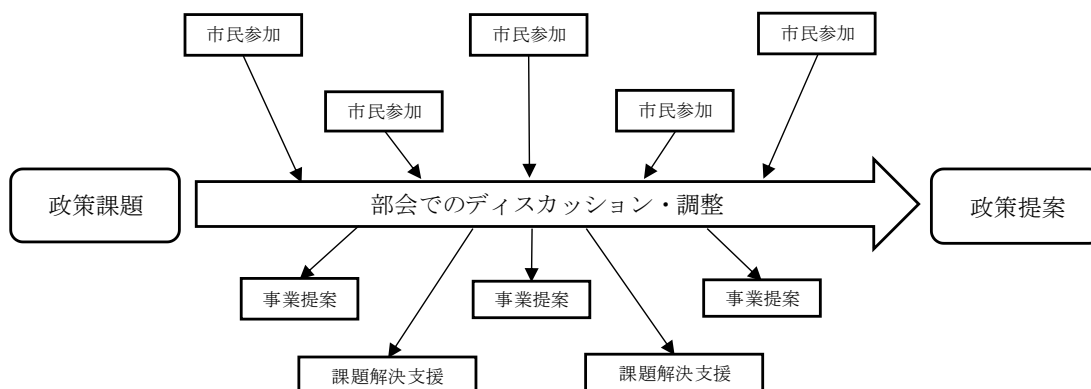 市民参加
市民参加
市民参加
市民参加
市民参加
政策課題
部会でのディスカッション・調整
政策提案
事業提案
事業提案
事業提案
課題解決支援
課題解決支援